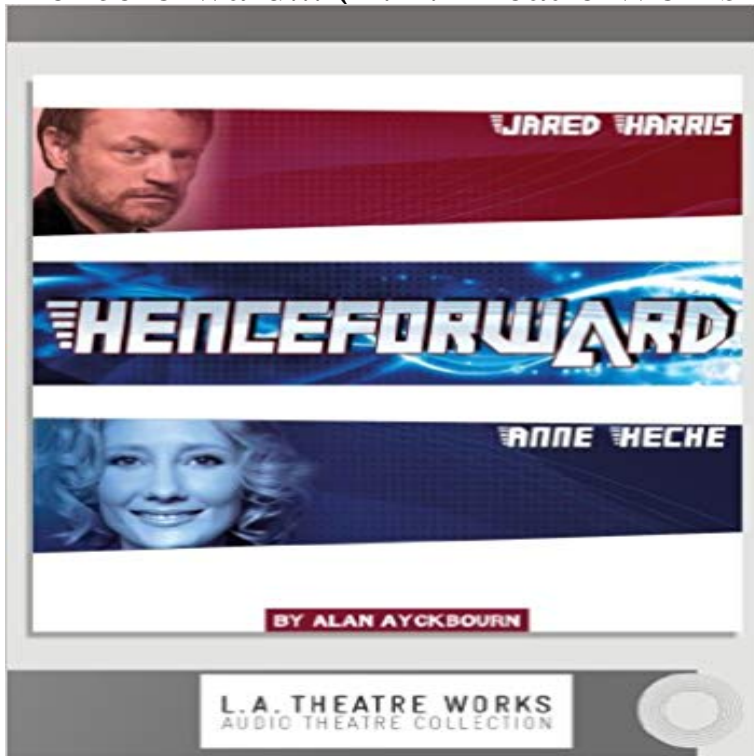 JARED HARRIS
HENCEFORWARD
ANNE HECHE
BY ALAN AYCKBOURN
L.A. THEATRE WORKS
AUDIO THEATRE COLLECTION